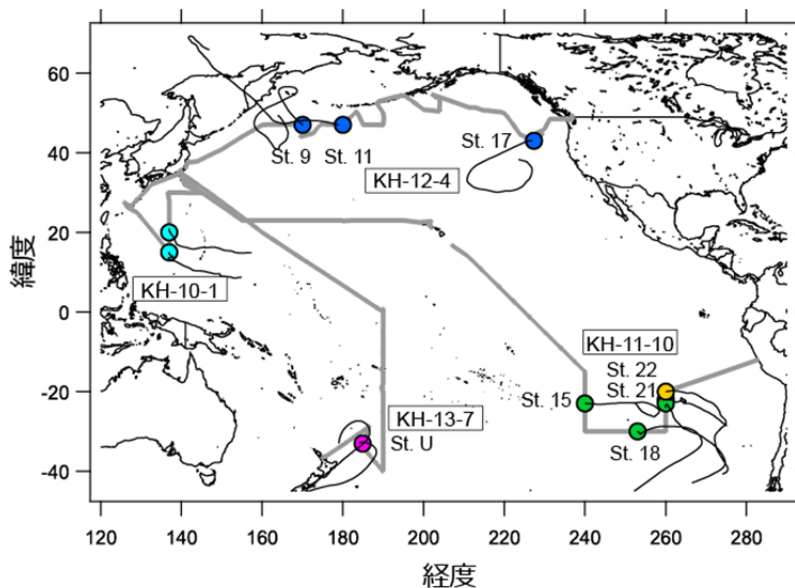 60
40
20
0
-20
-40
緯度
St. 9
St. 11
St. 17
KH-12-4
KH-10-1
KH-11-10
St. 22
St. 21
St. 15
KH-13-7
St. U
St. 18
120
140
160
180
200
220
240
260
280
経度